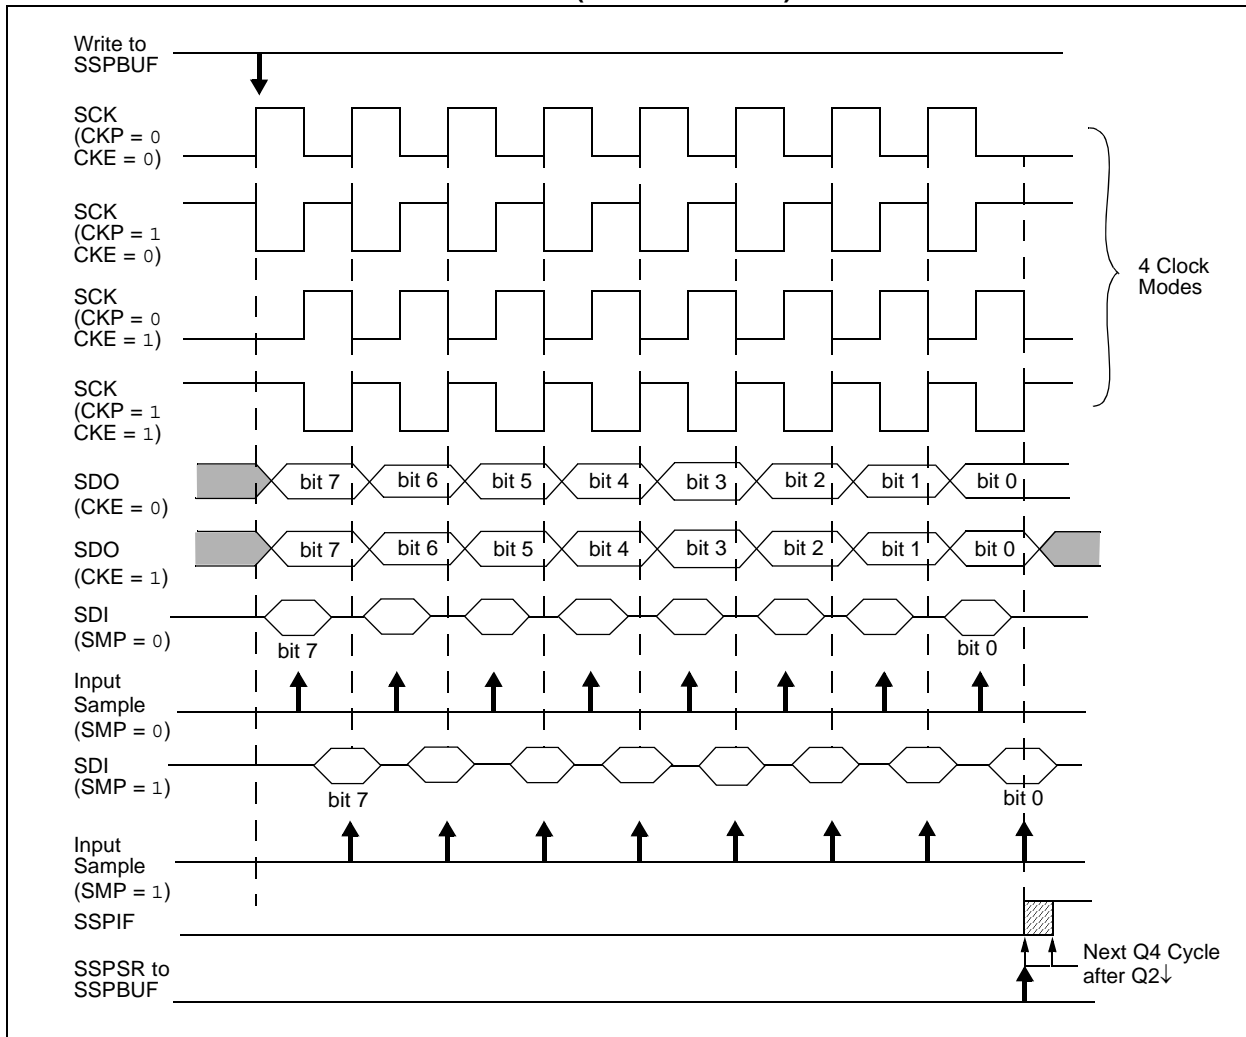 Write to
SSPBUF
SCK
(CKP = 0
CKE = 0)
SCK
(CKP = 1
CKE = 0)
SCK
(CKP = 0
CKE = 1)
SCK
(CKP = 1
CKE = 1)
4 Clock
Modes
SDO
(CKE = 0)
bit 7 bit 6 bit 5 bit 4 bit 3 bit 2 bit 1 bit 0
SDO
(CKE = 1)
bit 7 bit 6 bit 5 bit 4 bit 3 bit 2 bit 1 bit 0
SDI
(SMP = 0)
bit 7 bit 0
Input
Sample
(SMP = 0)
SDI
(SMP = 1)
bit 7 bit 0
Input
Sample
(SMP = 1)
SSPIF
Next Q4 Cycle
after Q2↓
SSPSR to
SSPBUF